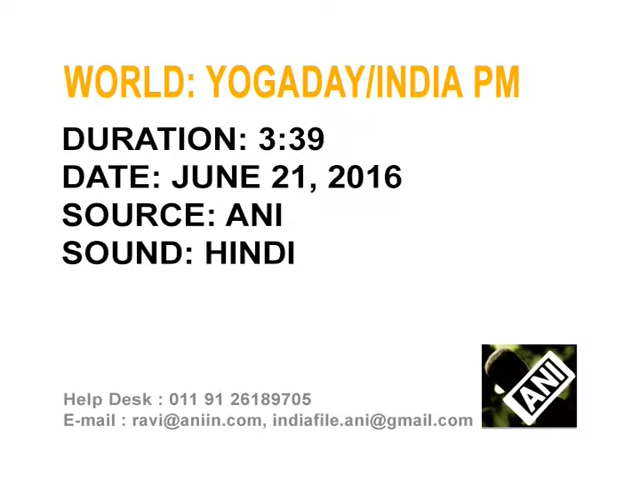 WORLD: YOGADAY/INDIA PM
DURATION: 3:39
DATE: JUNE 21, 2016
SOURCE: ANI
SOUND: HINDI
Help Desk : 011 91 26189705
E-mail : ravi@aniin.com, indiafile.ani@gmail.com
ANI